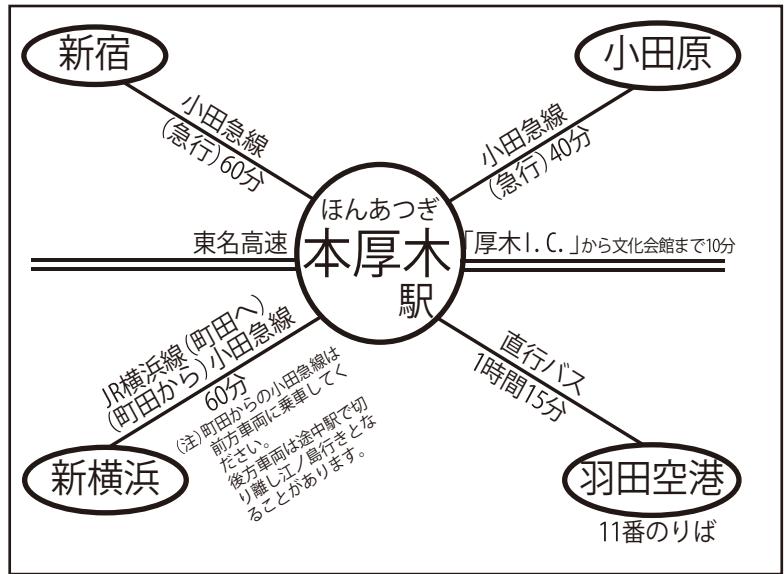 新宿
小田原
小田急線
(急行)60分
小田急線
(急行)40分
ほんあつぎ
本厚木
駅
東名高速
「厚木I.C.」から文化会館まで10分
JR横浜線(町田へ)
(町田から)小田急線
60分
(注)町田からの小田急線は
前方車両に乗車してく
ださい。
後方車両は途中駅で切
り離し江ノ島行きとな
ることがあります。
直行バス
1時間15分
新横浜
羽田空港
11番のりば